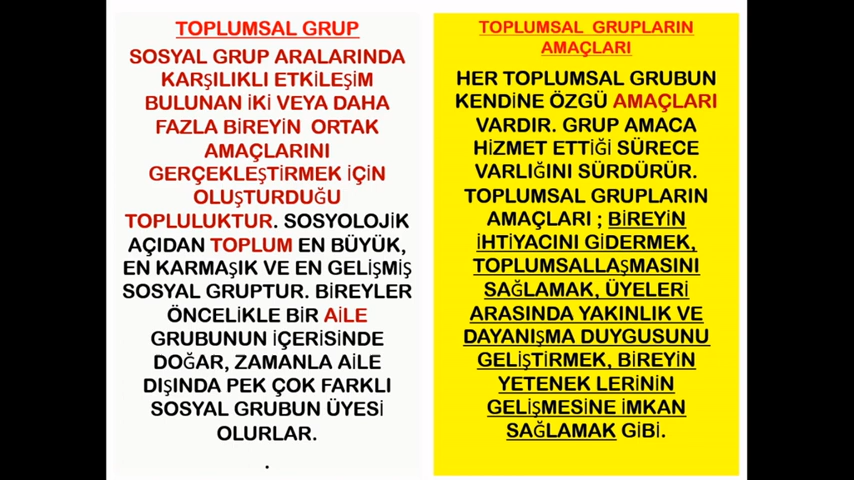 TOPLUMSAL GRUP
SOSYAL GRUP ARALARINDA
KARŞILIKLI ETKİLEŞİM
BULUNAN İKİ VEYA DAHA
FAZLA BİREYİN ORTAK
AMAÇLARINI
GERÇEKLEŞTİRMEK İÇİN
OLUŞTURDUĞU
TOPLULUKTUR. SOSYOLOJİK
AÇIDAN TOPLUM EN BÜYÜK,
EN KARMAŞIK VE EN GELİŞMİŞ
SOSYAL GRUPTUR. BİREYLER
ÖNCELİKLE BİR AİLE
GRUBUNUN İÇERİSİNDE
DOĞAR, ZAMANLA AİLE
DIŞINDA PEK ÇOK FARKLI
SOSYAL GRUBUN ÜYESİ
OLURLAR.
.
TOPLUMSAL GRUPLARIN
AMAÇLARI
HER TOPLUMSAL GRUBUN
KENDİNE ÖZGÜ AMAÇLARI
VARDIR. GRUP AMACA
HİZMET ETTİĞİ SÜRECE
VARLIĞINI SÜRDÜRÜR.
TOPLUMSAL GRUPLARIN
AMAÇLARI ; BİREYİN
İHTİYACINI GİDERMEK,
TOPLUMSALLAŞMASINI
SAĞLAMAK, ÜYELERİ
ARASINDA YAKINLIK VE
DAYANIŞMA DUYGUSUNU
GELİŞTİRMEK, BİREYİN
YETENEK LERİNİN
GELİŞMESİNE İMKAN
SAĞLAMAK GİBİ.